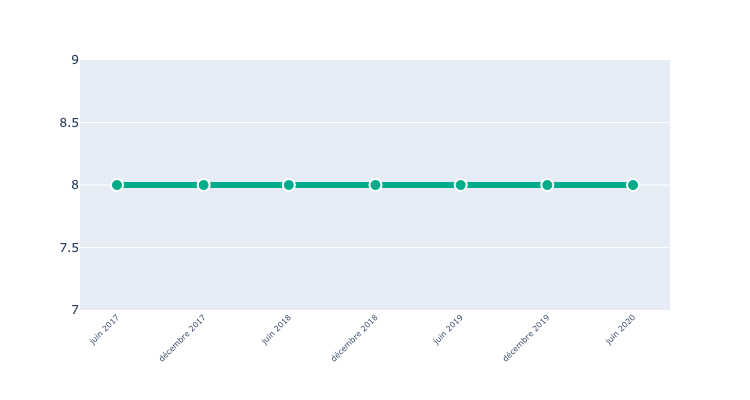 9
8.5
8
7.5
7
juin 2017
décembre 2017
juin 2018
décembre 2018
juin 2019
décembre 2019
juin 2020